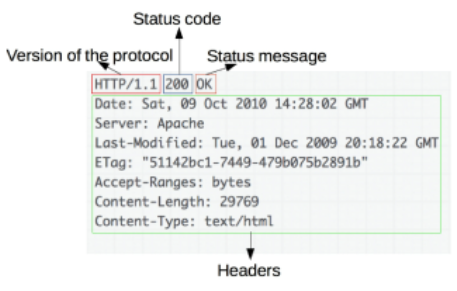 Status code
Version of the protocol Status message
HTTP/1.1 200 OK
Date: Sat, 09 Oct 2010 14:28:02 GMT
Server: Apache
Last-Modified: Tue, 01 Dec 2009 20:18:22 GMT
ETag: "51142bc1-7449-479b075b2891b"
Accept-Ranges: bytes
Content-Length: 29769
Content-Type: text/html
Headers